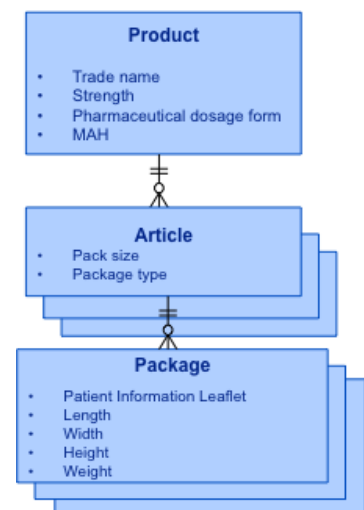 Product
• Trade name
• Strength
• Pharmaceutical dosage form
• MAH
Article
• Pack size
• Package type
Package
• Patient Information Leaflet
• Length
• Width
• Height
• Weight